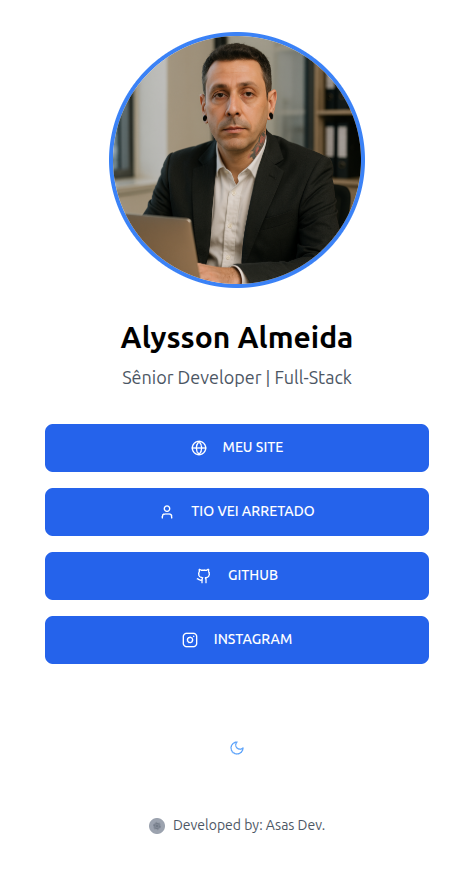 Alysson Almeida
Sênior Developer | Full-Stack
MEU SITE
TIO VEI ARRETADO
GITHUB
INSTAGRAM
Developed by: Asas Dev.